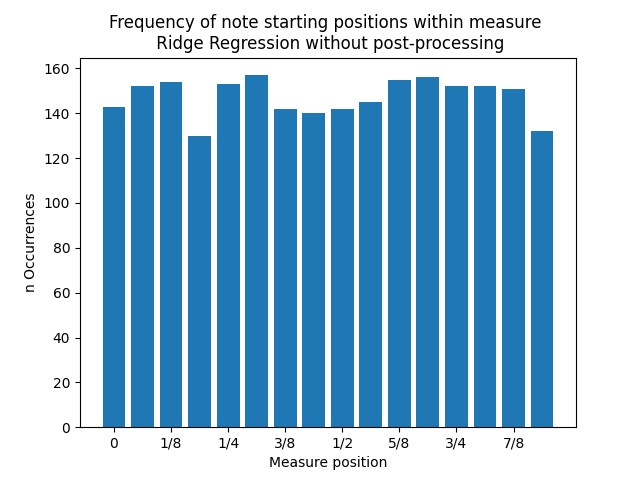 Frequency of note starting positions within measure
Ridge Regression without post-processing
160
140
120
100
80
60
40
20
0
n Occurrences
0 1/8 1/4 3/8 1/2 5/8 3/4 7/8
Measure position